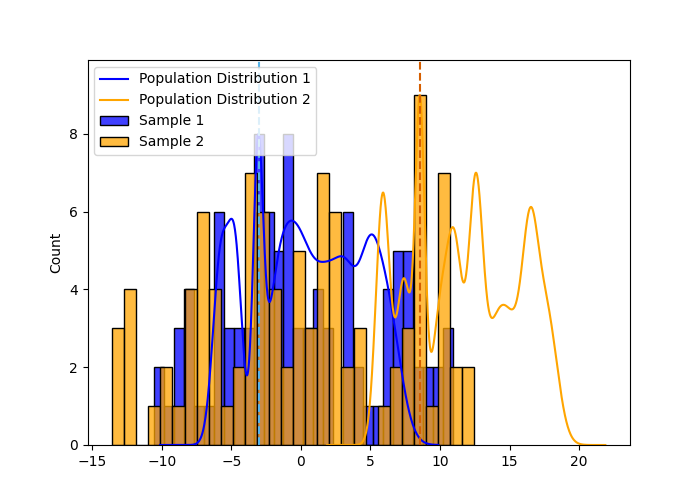 Population Distribution 1
Population Distribution 2
Sample 1
Sample 2
Count
8
6
4
2
0
−15
−10
−5
0
5
10
15
20